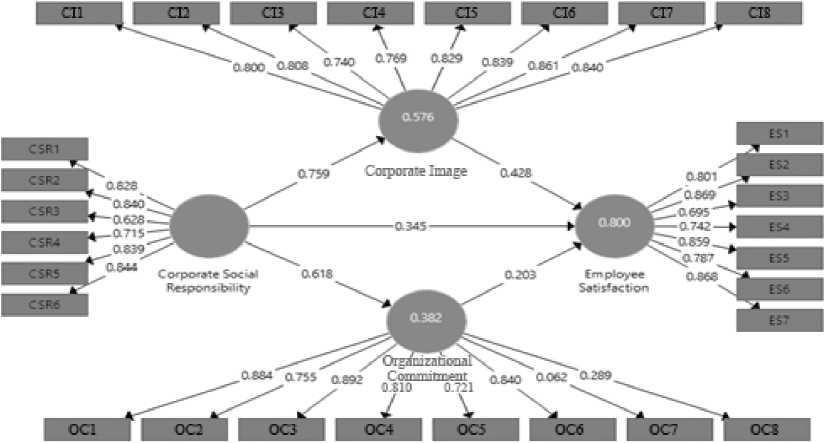 CI1 CI2 CI3 CI4 CI5 CI6 CI7 CI8
0.800 0.808 0.740 0.769 0.829 0.839 0.861 0.840
0.576
Corporate Image
CSR1
CSR2
CSR3
CSR4
CSR5
CSR6
0.828
0.840
0.628
0.715
0.839
0.844
Corporate Social
Responsibility
0.759
0.345
0.618
0.428
0.203
0.800
Employee
Satisfaction
0.801
0.869
0.695
0.742
0.859
0.787
0.868
ES1
ES2
ES3
ES4
ES5
ES6
ES7
0.382
Organizational
Commitment
0.884 0.755 0.892 0.810 0.721 0.840 0.062 0.289
OC1 OC2 OC3 OC4 OC5 OC6 OC7 OC8